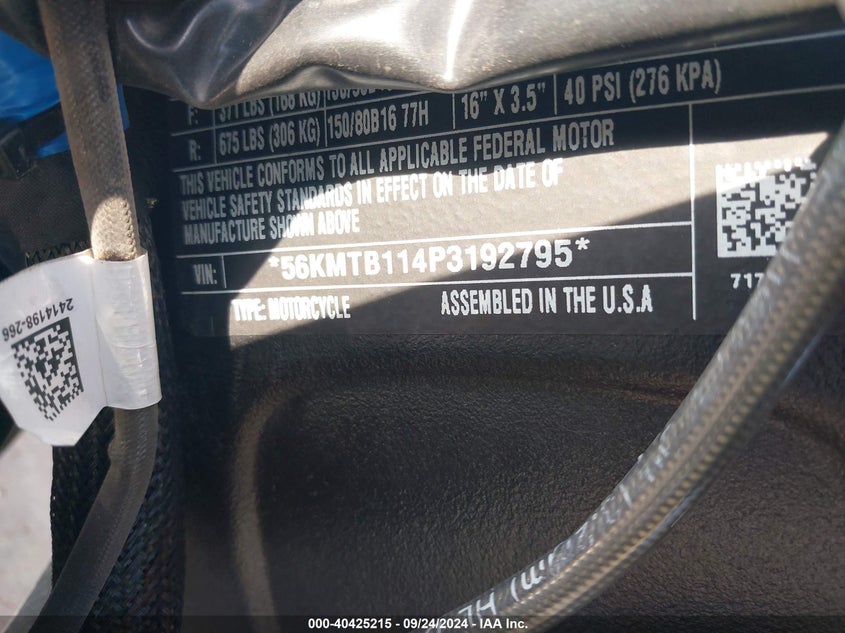 F: 371 LBS (168 KG)
16" X 3.5" 40 PSI (276 KPA)
R: 675 LBS (306 KG) 150/80B16 77H
THIS VEHICLE CONFORMS TO ALL APPLICABLE FEDERAL MOTOR
VEHICLE SAFETY STANDARDS IN EFFECT ON THE DATE OF
MANUFACTURE SHOWN ABOVE
VIN: *56KMTB114P3192795*
TYPE: MOTORCYCLE ASSEMBLED IN THE U.S.A
717
2414198-266
000-40425215 - 09/24/2024 - IAA Inc.